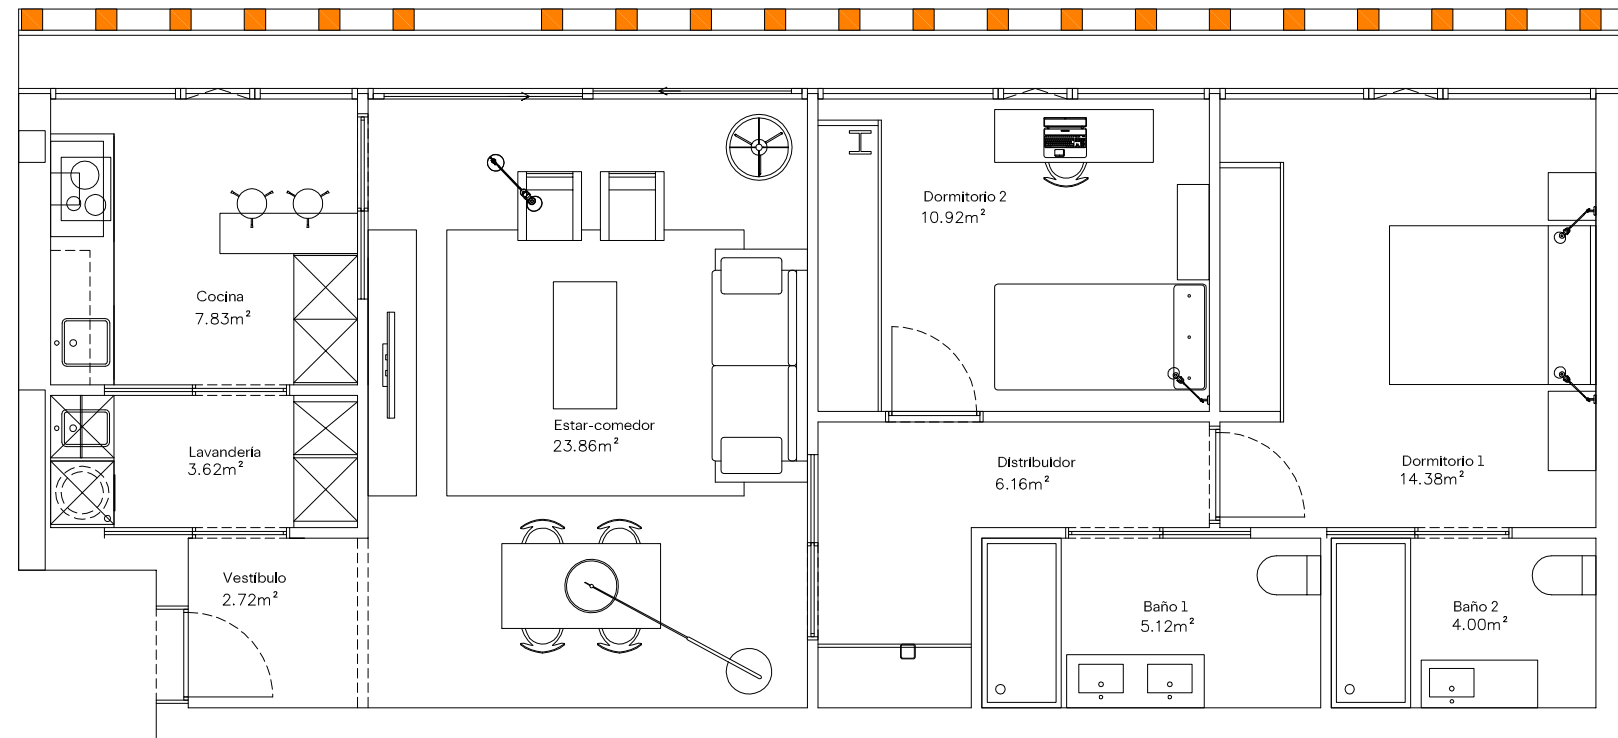 Dormitorio 2
10.92m²
Cocina
7.83m²
Estar-comedor
23.86m²
Lavandería
3.62m²
Distribuidor
6.16m²
Dormitorio 1
14.38m²
Vestíbulo
2.72m²
Baño 1
5.12m²
Baño 2
4.00m²